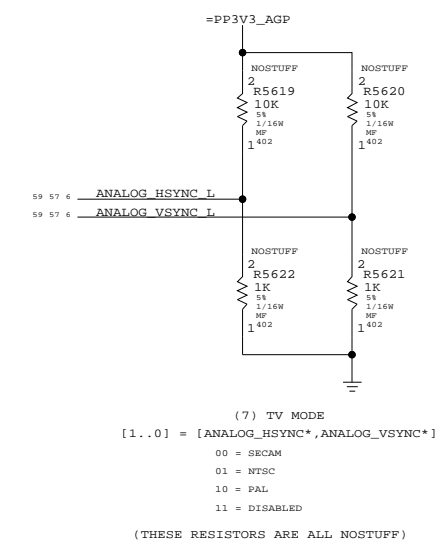 =PP3V3_AGP
NOSTUFF
2
R5619
10K
5%
1/16W
MF
402
1
NOSTUFF
2
R5620
10K
5%
1/16W
MF
402
1
59 57 6 ANALOG_HSYNC_L
59 57 6 ANALOG_VSYNC_L
NOSTUFF
2
R5622
1K
5%
1/16W
MF
402
1
NOSTUFF
2
R5621
1K
5%
1/16W
MF
402
1
(7) TV MODE
[1..0] = [ANALOG_HSYNC*,ANALOG_VSYNC*]
00 = SECAM
01 = NTSC
10 = PAL
11 = DISABLED
(THESE RESISTORS ARE ALL NOSTUFF)